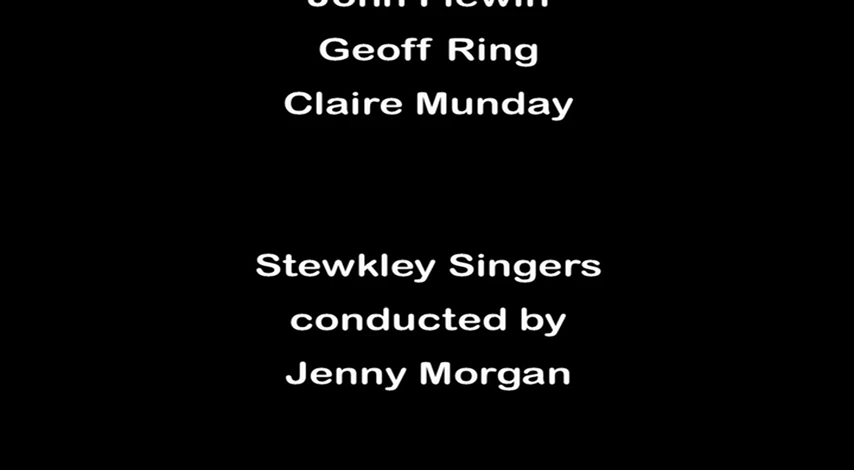 Geoff Ring
Claire Munday
Stewkley Singers
conducted by
Jenny Morgan